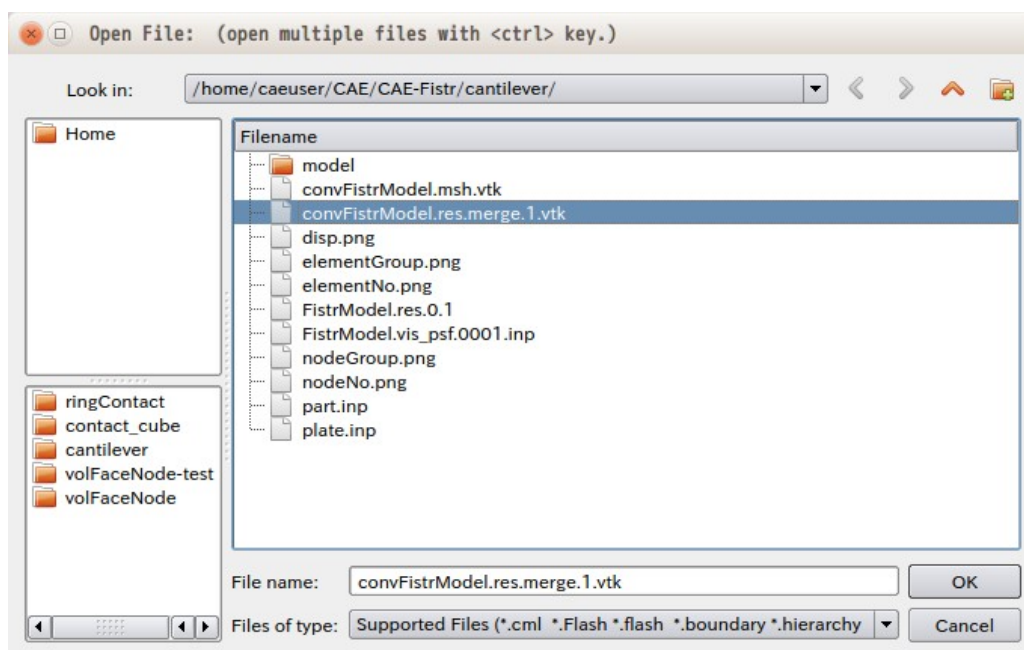 Open File: (open multiple files with <ctrl> key.)
Look in:
/home/caeuser/CAE/CAE-Fistr/cantilever/
Home
Filename
model
convFistrModel.msh.vtk
convFistrModel.res.merge.1.vtk
disp.png
elementGroup.png
elementNo.png
FistrModel.res.0.1
FistrModel.vis_psf.0001.inp
nodeGroup.png
nodeNo.png
part.inp
plate.inp
ringContact
contact_cube
cantilever
volFaceNode-test
volFaceNode
File name:
convFistrModel.res.merge.1.vtk
OK
Files of type:
Supported Files (*.cml *.Flash *.flash *.boundary *.hierarchy
Cancel